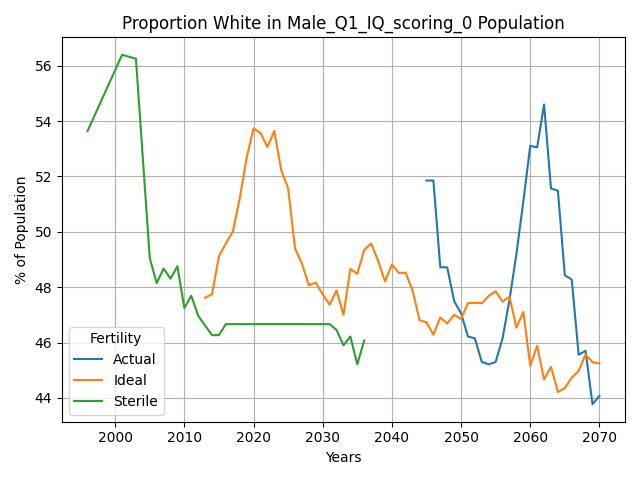 Proportion White in Male_Q1_IQ_scoring_0 Population
% of Population
56
54
52
50
48
46
44
Fertility
Actual
Ideal
Sterile
2000 2010 2020 2030 2040 2050 2060 2070
Years